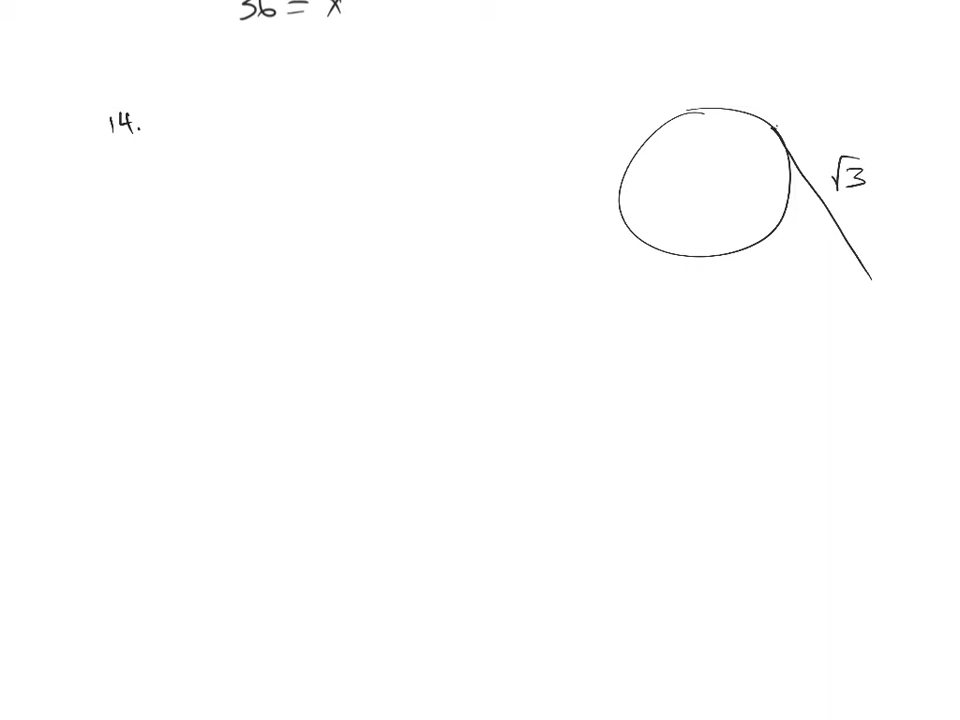 36 = x
14.
√3